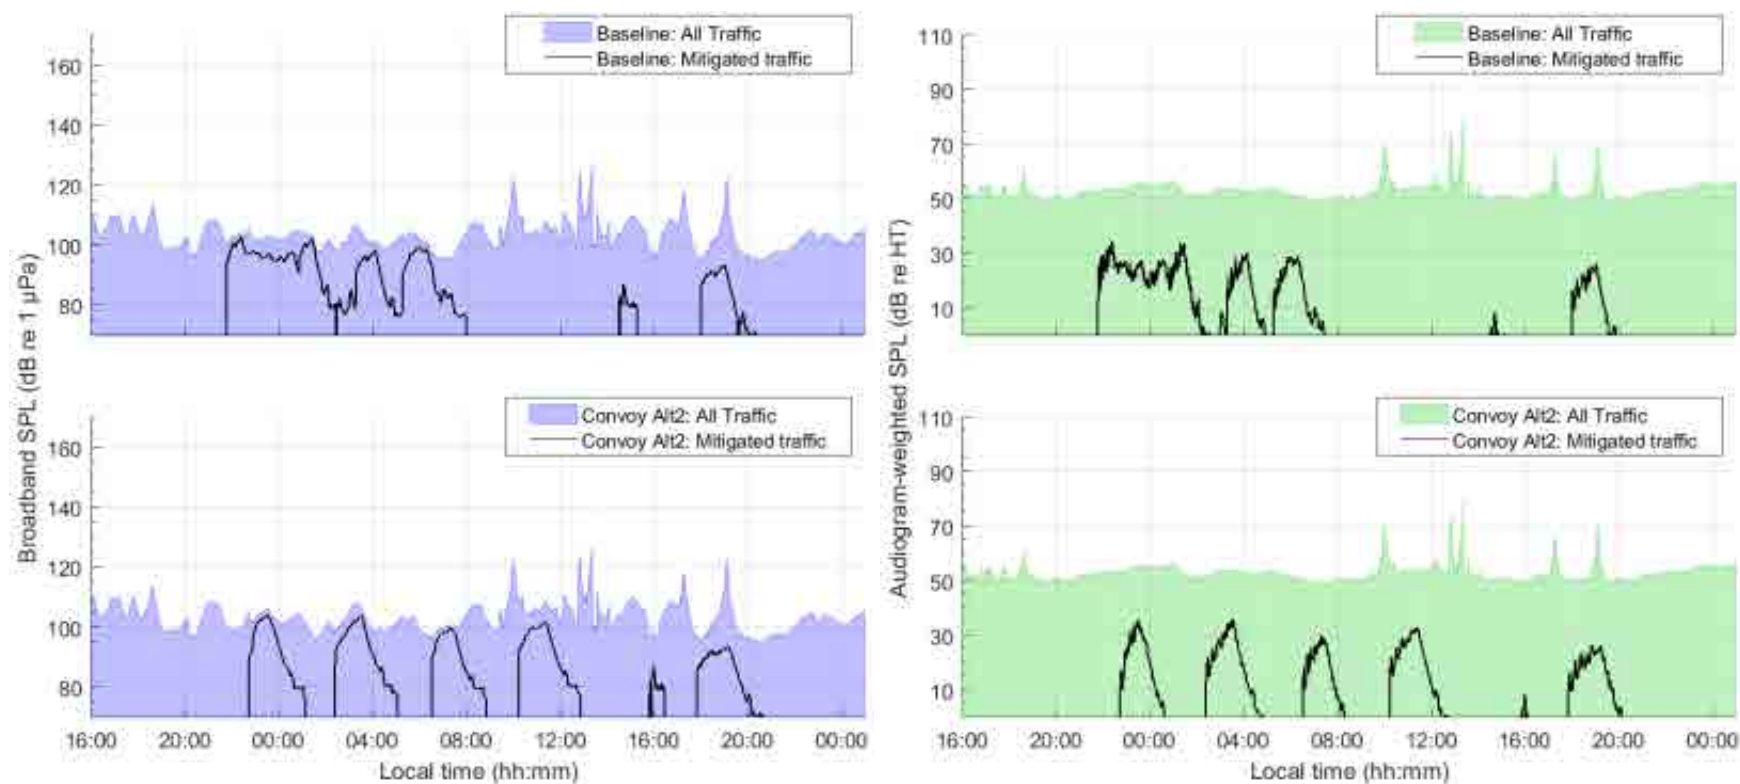 Baseline: All Traffic
Baseline: Mitigated traffic
160
140
120
100
80
Baseline: All Traffic
Baseline: Mitigated traffic
110
90
70
50
30
10
Broadband SPL (dB re 1 µPa)
Audiogram-weighted SPL (dB re HT)
Convoy Alt2: All Traffic
Convoy Alt2: Mitigated traffic
160
140
120
100
80
16:00 20:00 00:00 04:00 08:00 12:00 16:00 20:00 00:00
Local time (hh:mm)
Convoy Alt2: All Traffic
Convoy Alt2: Mitigated traffic
110
90
70
50
30
10
16:00 20:00 00:00 04:00 08:00 12:00 16:00 20:00 00:00
Local time (hh:mm)